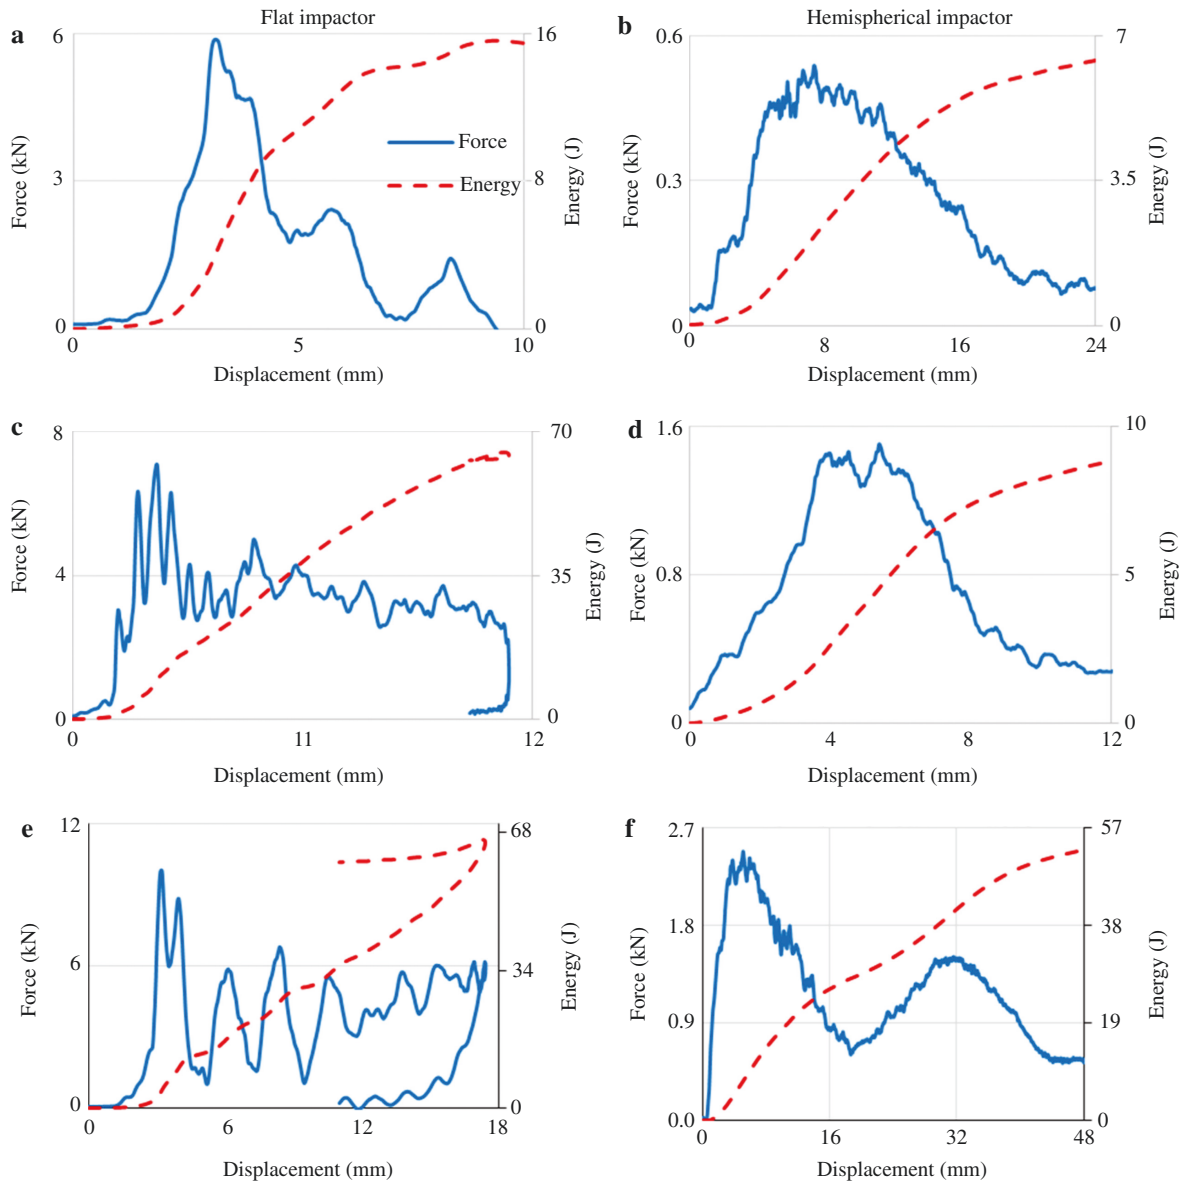 Flat impactor
Hemispherical impactor
a
6
3
0
Force (kN)
16
8
0
Energy (J)
Force
Energy
0 5 10
Displacement (mm)
b
0.6
0.3
0
Force (kN)
7
3.5
0
Energy (J)
0 8 16 24
Displacement (mm)
c
8
4
0
Force (kN)
70
35
0
Energy (J)
0 11 12
Displacement (mm)
d
1.6
0.8
0
Force (kN)
10
5
0
Energy (J)
0 4 8 12
Displacement (mm)
e
12
6
0
Force (kN)
68
34
0
Energy (J)
0 6 12 18
Displacement (mm)
f
2.7
1.8
0.9
0.0
Force (kN)
57
38
19
0
Energy (J)
0 16 32 48
Displacement (mm)